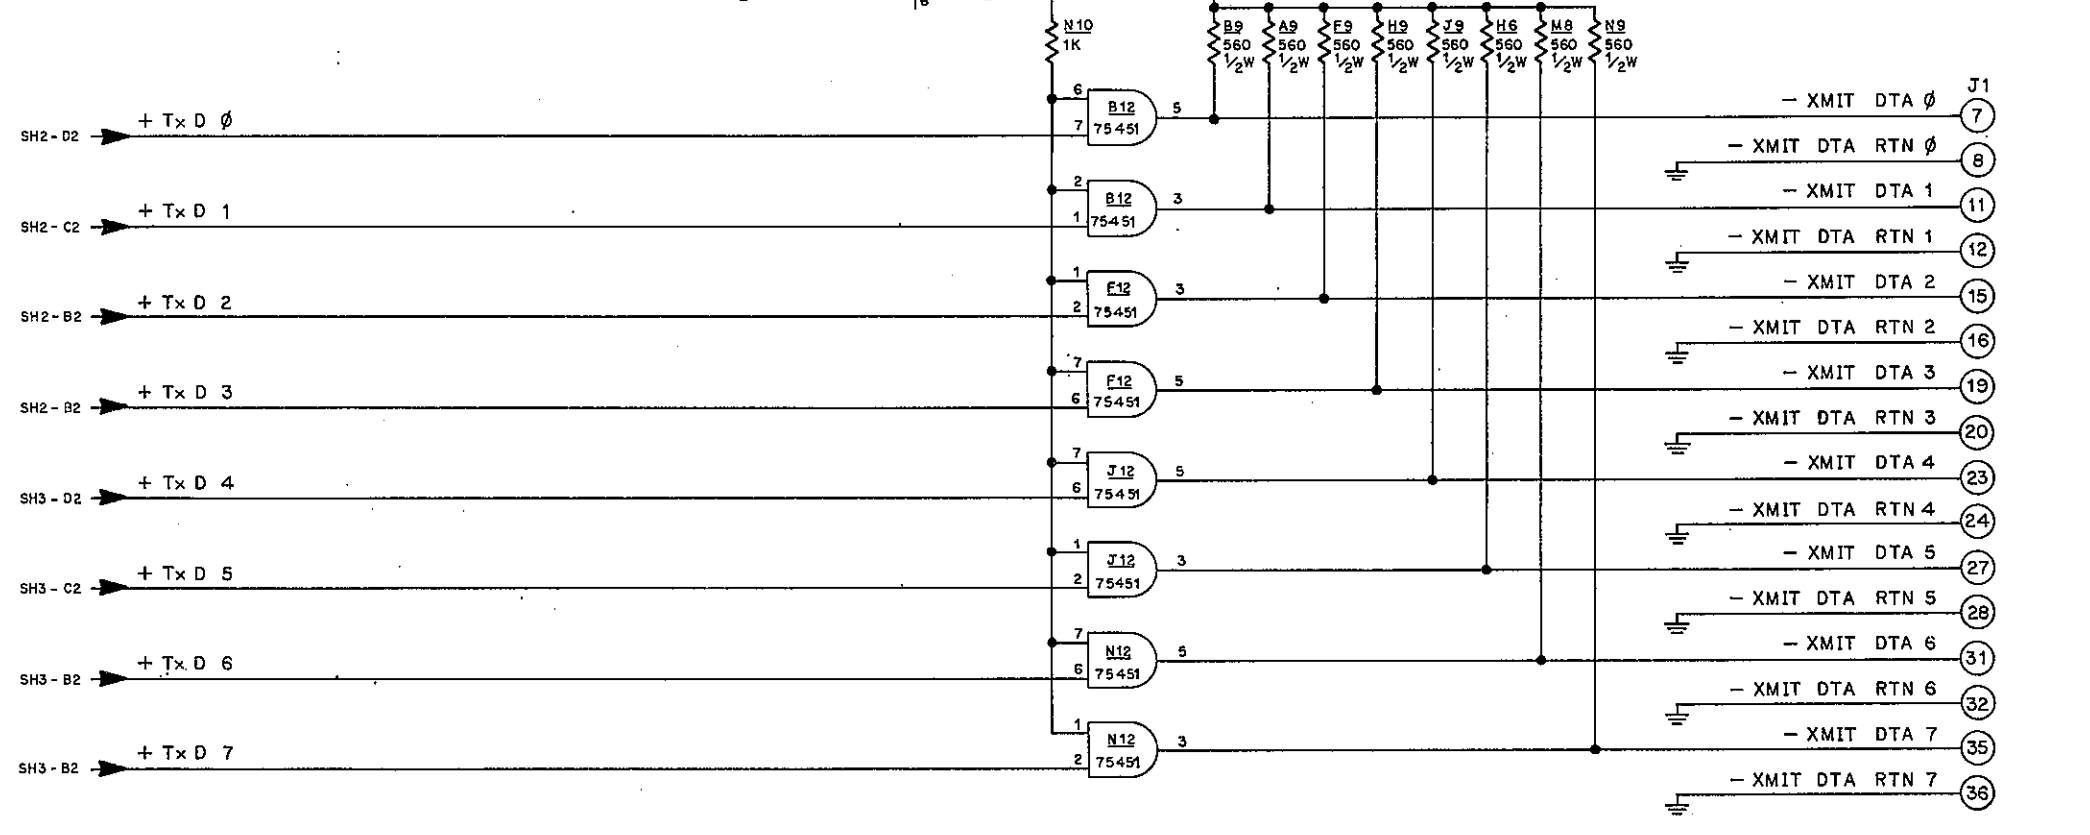 N10
1K
B9
560
1/2W
A9
560
1/2W
F9
560
1/2W
H9
560
1/2W
J9
560
1/2W
H6
560
1/2W
M8
560
1/2W
N9
560
1/2W
J1
SH2-D2
+ TxD Ø
6
7
B12
75451
5
- XMIT DTA Ø
7
- XMIT DTA RTN Ø
8
SH2-C2
+ TxD 1
2
1
B12
75451
3
- XMIT DTA 1
11
- XMIT DTA RTN 1
12
SH2-B2
+ TxD 2
1
2
F12
75451
3
- XMIT DTA 2
15
- XMIT DTA RTN 2
16
SH2-B2
+ TxD 3
7
6
F12
75451
5
- XMIT DTA 3
19
- XMIT DTA RTN 3
20
SH3-D2
+ TxD 4
7
6
J12
75451
5
- XMIT DTA 4
23
- XMIT DTA RTN 4
24
SH3-C2
+ TxD 5
1
2
J12
75451
3
- XMIT DTA 5
27
- XMIT DTA RTN 5
28
SH3-B2
+ TxD 6
7
6
N12
75451
5
- XMIT DTA 6
31
- XMIT DTA RTN 6
32
SH3-B2
+ TxD 7
1
2
N12
75451
3
- XMIT DTA 7
35
- XMIT DTA RTN 7
36